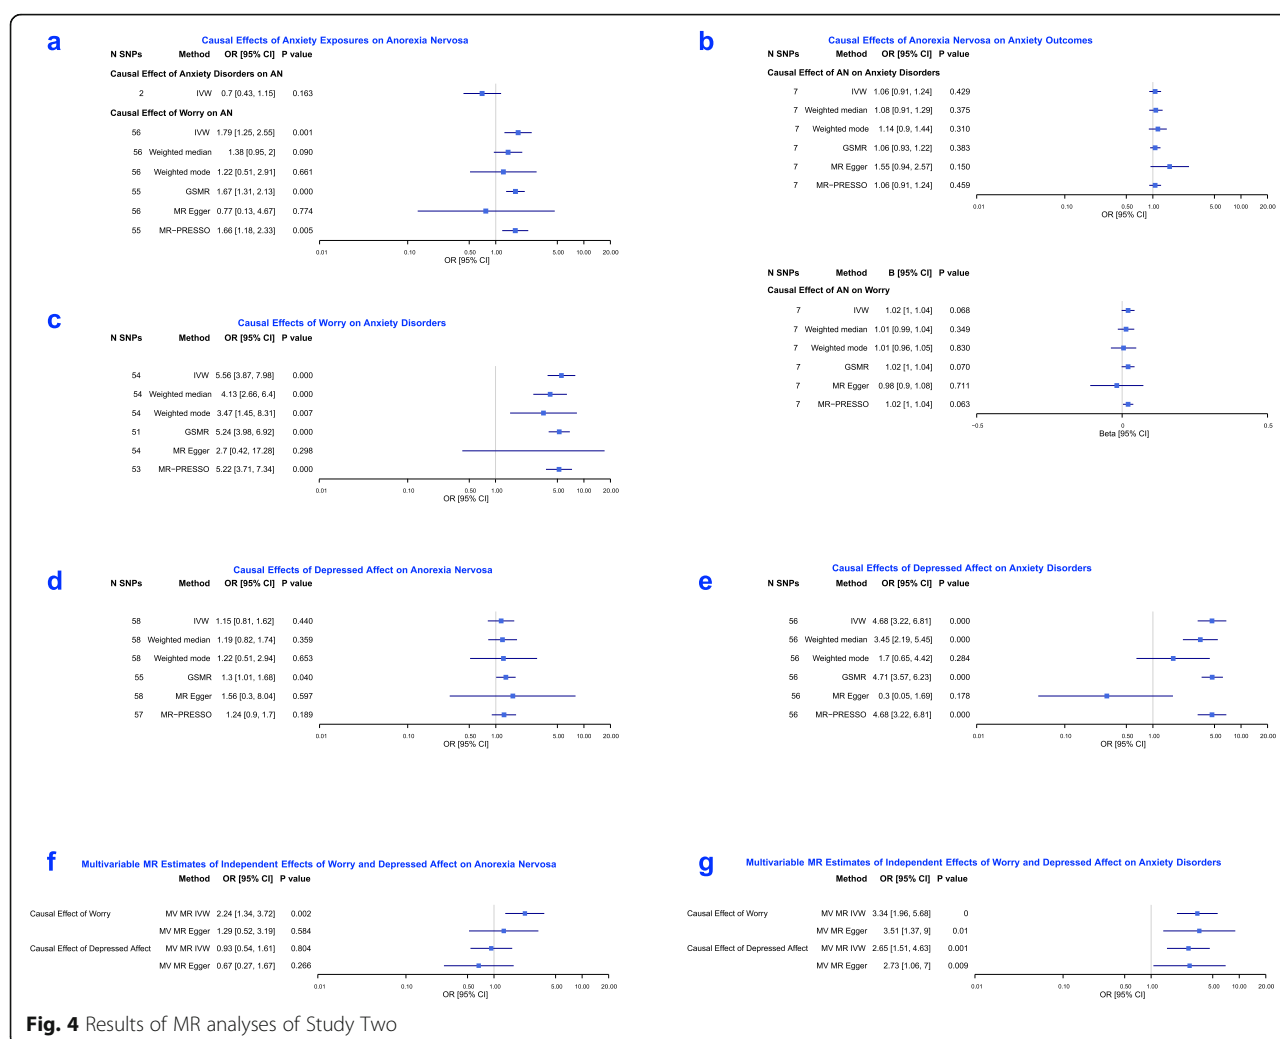 a
Causal Effects of Anxiety Exposures on Anorexia Nervosa
N SNPs Method OR [95% CI] P value
Causal Effect of Anxiety Disorders on AN
2 IVW 0.7 [0.43, 1.15] 0.163
Causal Effect of Worry on AN
56 IVW 1.79 [1.25, 2.55] 0.001
56 Weighted median 1.38 [0.95, 2] 0.090
56 Weighted mode 1.22 [0.51, 2.91] 0.661
55 GSMR 1.67 [1.31, 2.13] 0.000
56 MR Egger 0.77 [0.13, 4.67] 0.774
55 MR−PRESSO 1.66 [1.18, 2.33] 0.005
0.01 0.10 0.50 1.00 5.00 10.00 20.00
OR [95% CI]
b
Causal Effects of Anorexia Nervosa on Anxiety Outcomes
N SNPs Method OR [95% CI] P value
Causal Effect of AN on Anxiety Disorders
7 IVW 1.06 [0.91, 1.24] 0.429
7 Weighted median 1.08 [0.91, 1.29] 0.375
7 Weighted mode 1.14 [0.9, 1.44] 0.310
7 GSMR 1.06 [0.93, 1.22] 0.383
7 MR Egger 1.55 [0.94, 2.57] 0.150
7 MR−PRESSO 1.06 [0.91, 1.24] 0.459
0.01 0.10 0.50 1.00 5.00 10.00 20.00
OR [95% CI]
N SNPs Method B [95% CI] P value
Causal Effect of AN on Worry
7 IVW 1.02 [1, 1.04] 0.068
7 Weighted median 1.01 [0.99, 1.04] 0.349
7 Weighted mode 1.01 [0.96, 1.05] 0.830
7 GSMR 1.02 [1, 1.04] 0.070
7 MR Egger 0.98 [0.9, 1.08] 0.711
7 MR−PRESSO 1.02 [1, 1.04] 0.063
−0.5 0 0.5
Beta [95% CI]
c
Causal Effects of Worry on Anxiety Disorders
N SNPs Method OR [95% CI] P value
54 IVW 5.56 [3.87, 7.98] 0.000
54 Weighted median 4.13 [2.66, 6.4] 0.000
54 Weighted mode 3.47 [1.45, 8.31] 0.007
51 GSMR 5.24 [3.98, 6.92] 0.000
54 MR Egger 2.7 [0.42, 17.28] 0.298
53 MR−PRESSO 5.22 [3.71, 7.34] 0.000
0.01 0.10 0.50 1.00 5.00 10.00 20.00
OR [95% CI]
d
Causal Effects of Depressed Affect on Anorexia Nervosa
N SNPs Method OR [95% CI] P value
58 IVW 1.15 [0.81, 1.62] 0.440
58 Weighted median 1.19 [0.82, 1.74] 0.359
58 Weighted mode 1.22 [0.51, 2.94] 0.653
55 GSMR 1.3 [1.01, 1.68] 0.040
58 MR Egger 1.56 [0.3, 8.04] 0.597
57 MR−PRESSO 1.24 [0.9, 1.7] 0.189
0.01 0.10 0.50 1.00 5.00 10.00 20.00
OR [95% CI]
e
Causal Effects of Depressed Affect on Anxiety Disorders
N SNPs Method OR [95% CI] P value
56 IVW 4.68 [3.22, 6.81] 0.000
56 Weighted median 3.45 [2.19, 5.45] 0.000
56 Weighted mode 1.7 [0.65, 4.42] 0.284
56 GSMR 4.71 [3.57, 6.23] 0.000
56 MR Egger 0.3 [0.05, 1.69] 0.178
56 MR−PRESSO 4.68 [3.22, 6.81] 0.000
0.01 0.10 0.50 1.00 5.00 10.00 20.00
OR [95% CI]
f
Multivariable MR Estimates of Independent Effects of Worry and Depressed Affect on Anorexia Nervosa
Method OR [95% CI] P value
Causal Effect of Worry MV MR IVW 2.24 [1.34, 3.72] 0.002
MV MR Egger 1.29 [0.52, 3.19] 0.584
Causal Effect of Depressed Affect MV MR IVW 0.93 [0.54, 1.61] 0.804
MV MR Egger 0.67 [0.27, 1.67] 0.266
0.01 0.10 0.50 1.00 5.00 10.00 20.00
OR [95% CI]
g
Multivariable MR Estimates of Independent Effects of Worry and Depressed Affect on Anxiety Disorders
Method OR [95% CI] P value
Causal Effect of Worry MV MR IVW 3.34 [1.96, 5.68] 0
MV MR Egger 3.51 [1.37, 9] 0.01
Causal Effect of Depressed Affect MV MR IVW 2.65 [1.51, 4.63] 0.001
MV MR Egger 2.73 [1.06, 7] 0.009
0.01 0.10 0.50 1.00 5.00 10.00 20.00
OR [95% CI]
Fig. 4 Results of MR analyses of Study Two